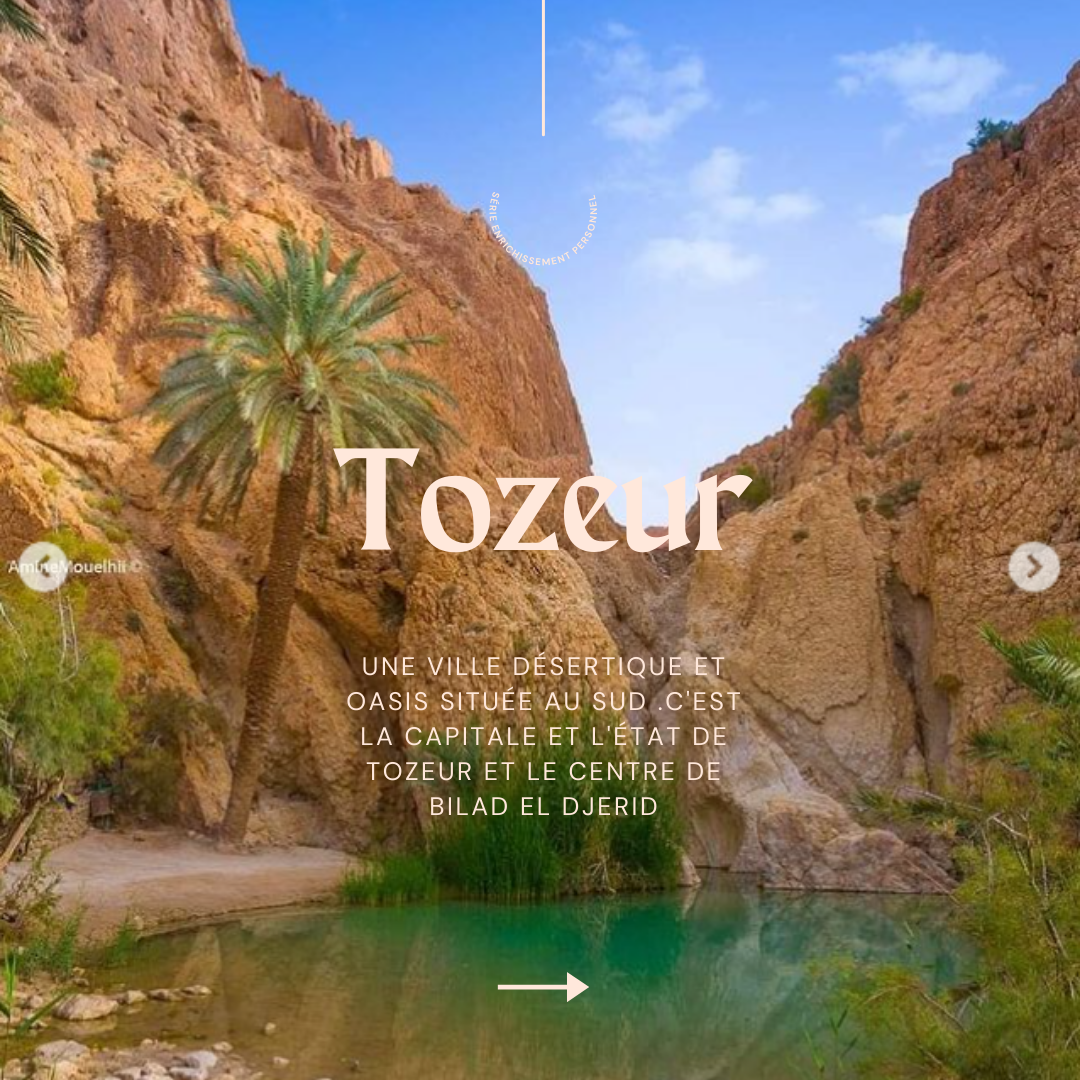 SÉRIE ENRICHISSEMENT PERSONNEL
Tozeur
AmineMouelhii ©
UNE VILLE DÉSERTIQUE ET
OASIS SITUÉE AU SUD .C'EST
LA CAPITALE ET L'ÉTAT DE
TOZEUR ET LE CENTRE DE
BILAD EL DJERID